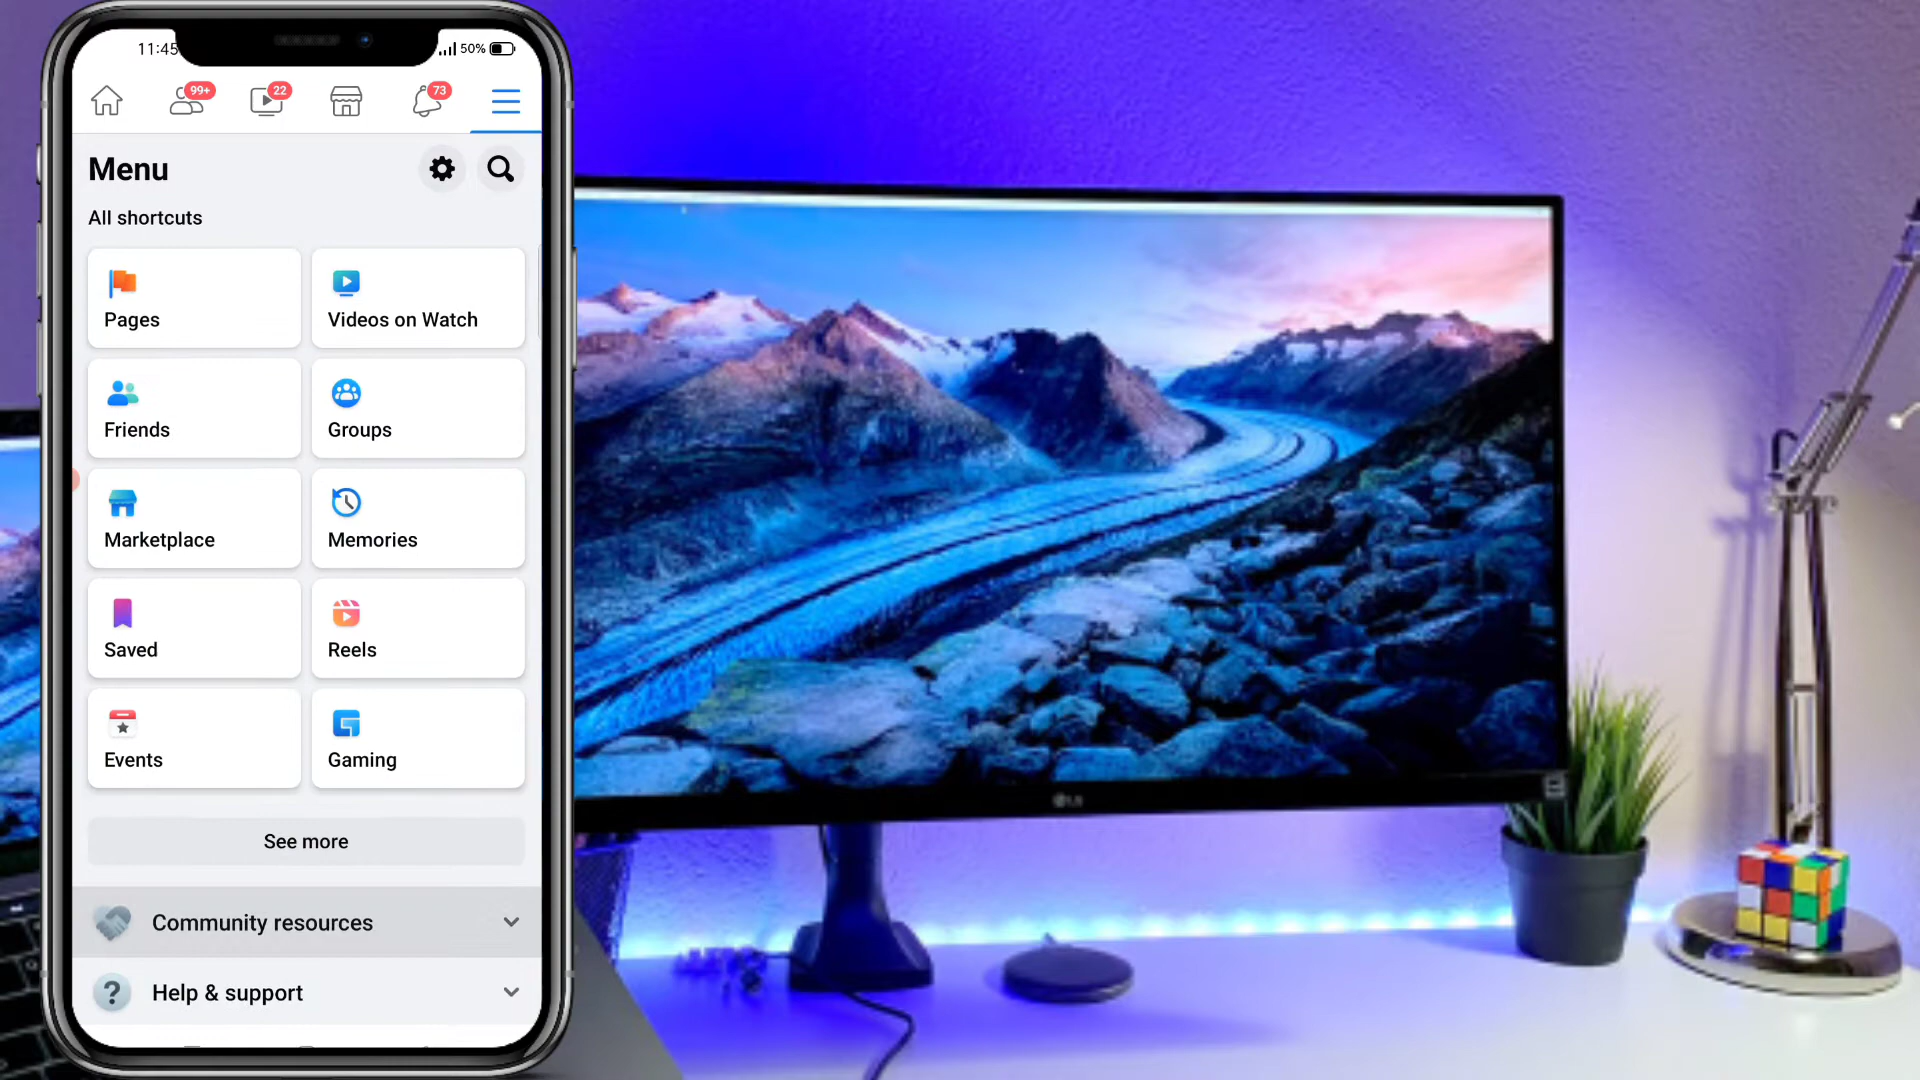 11:45
50%
99+
22
73
Menu
All shortcuts
Pages
Videos on Watch
Friends
Groups
Marketplace
Memories
Saved
Reels
Events
Gaming
See more
Community resources
? Help & support
LG